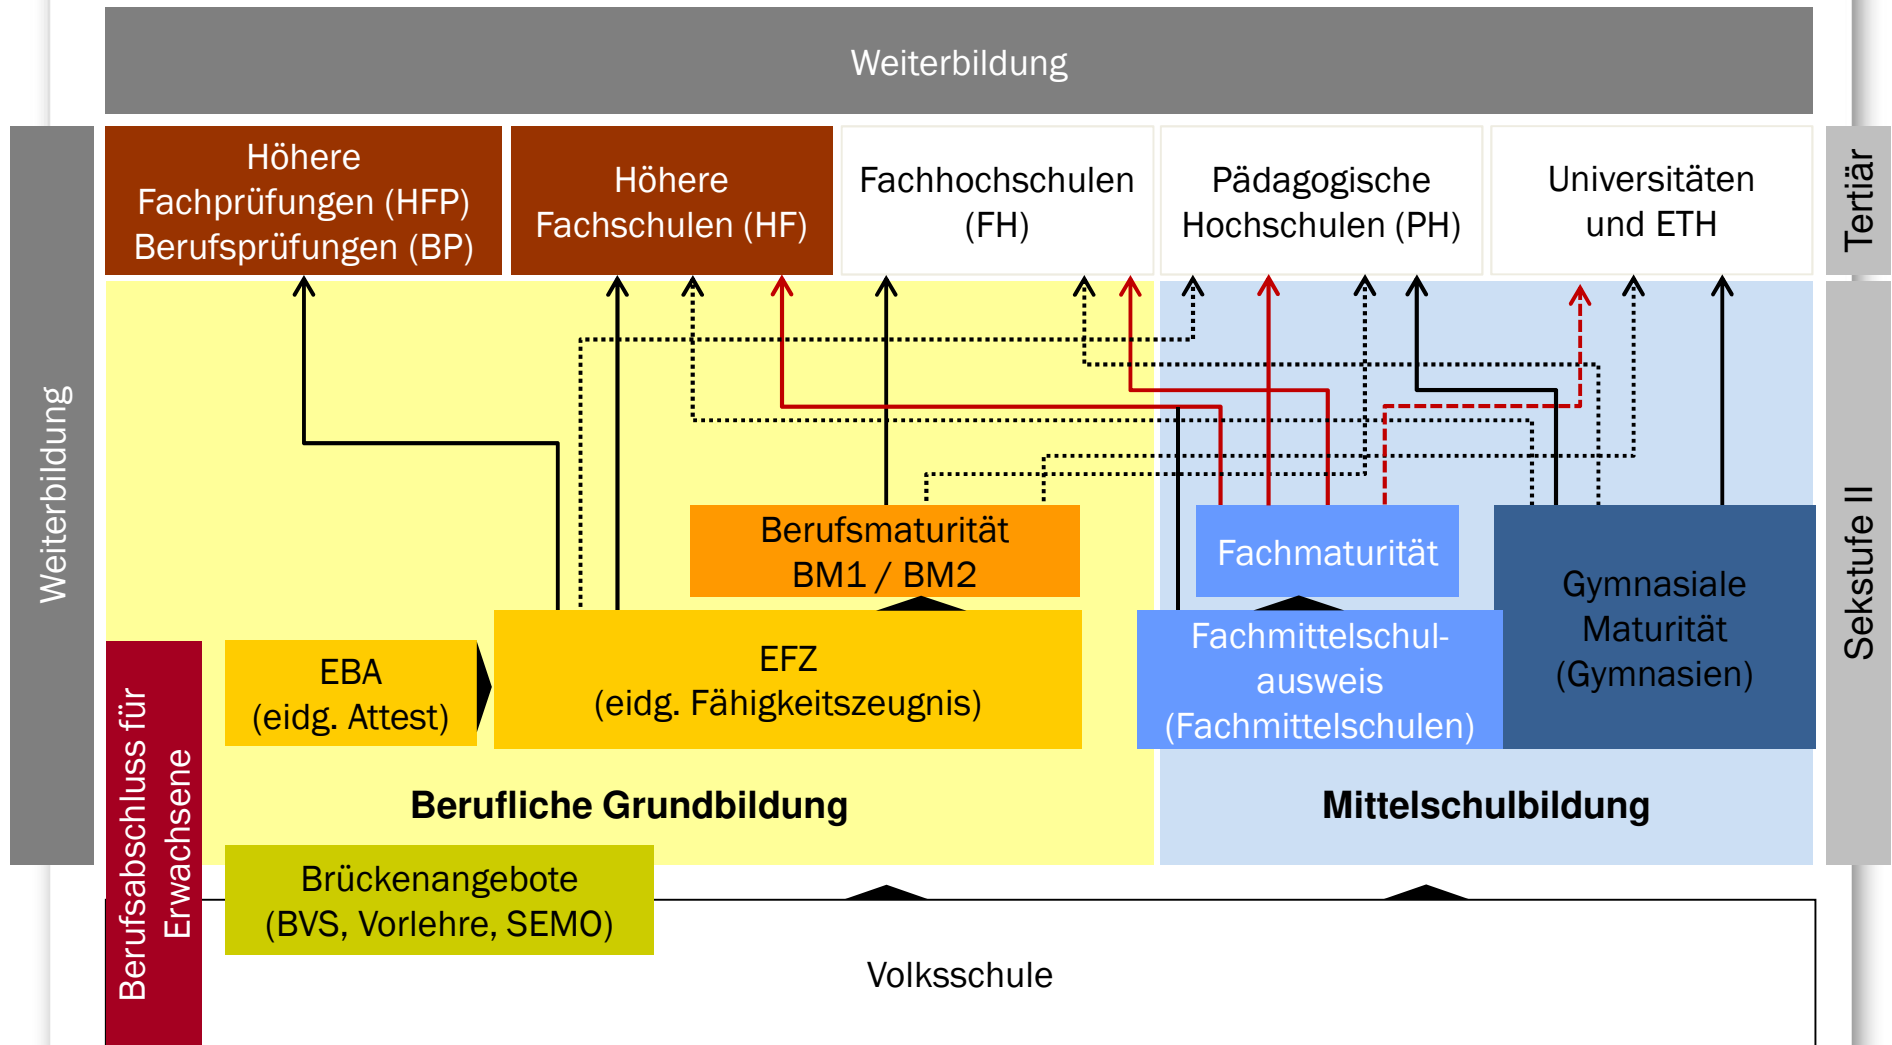 Weiterbildung
Weiterbildung
Höhere
Fachprüfungen (HFP)
Berufsprüfungen (BP)
Höhere
Fachschulen (HF)
Fachhochschulen
(FH)
Pädagogische
Hochschulen (PH)
Universitäten
und ETH
Tertiär
Sekstufe II
Berufsmaturität
BM1 / BM2
Fachmaturität
Gymnasiale
Maturität
(Gymnasien)
EBA
(eidg. Attest)
EFZ
(eidg. Fähigkeitszeugnis)
Fachmittelschul-
ausweis
(Fachmittelschulen)
Berufsabschluss für
Erwachsene
Berufliche Grundbildung
Mittelschulbildung
Brückenangebote
(BVS, Vorlehre, SEMO)
Volksschule